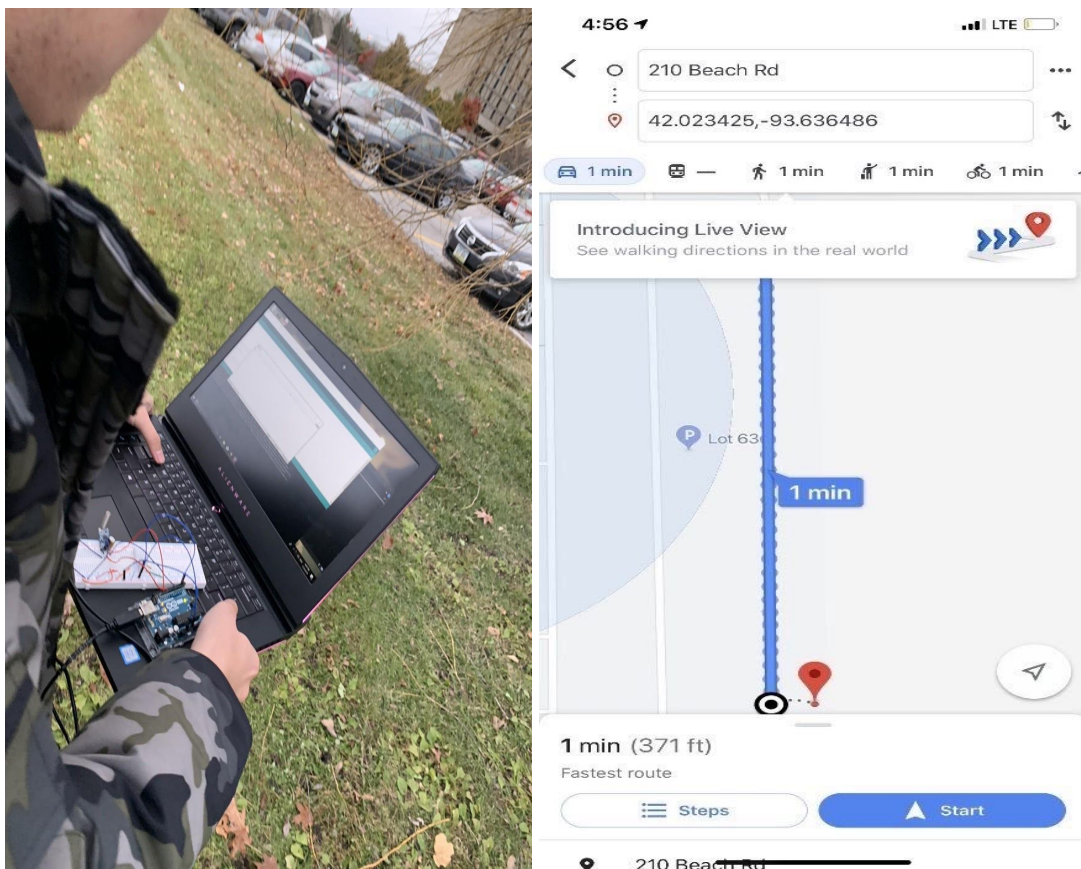 ALIENWARE
4:56
LTE
210 Beach Rd
42.023425,-93.636486
1 min
—
1 min
1 min
1 min
Introducing Live View
See walking directions in the real world
P Lot 63
1 min
1 min (371 ft)
Fastest route
Steps
Start
210 Beach Rd